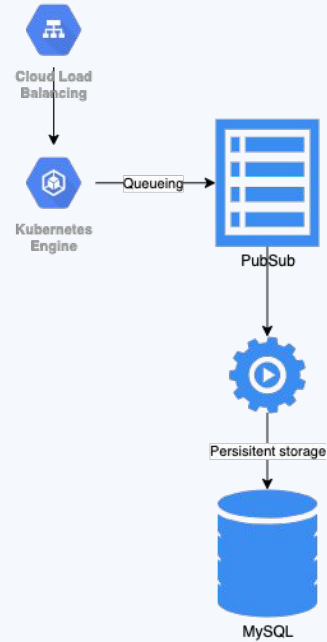 Cloud Load
Balancing
Kubernetes
Engine
Queueing
PubSub
Persisitent storage
MySQL